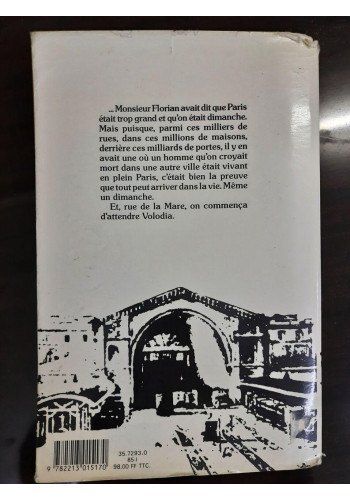 ... Monsieur Florian avait dit que Paris
était trop grand et qu'on était dimanche.
Mais puisque, parmi ces milliers de
rues, dans ces millions de maisons,
derrière ces milliards de portes, il y en
avait une où un homme qu'on croyait
mort dans une autre ville était vivant
en plein Paris, c'était bien la preuve
que tout peut arriver dans la vie. Même
un dimanche.
Et, rue de la Mare, on commença
d'attendre Volodia.
35.7293.0
85-I
98,00 FF TTC.
9 782213 015170